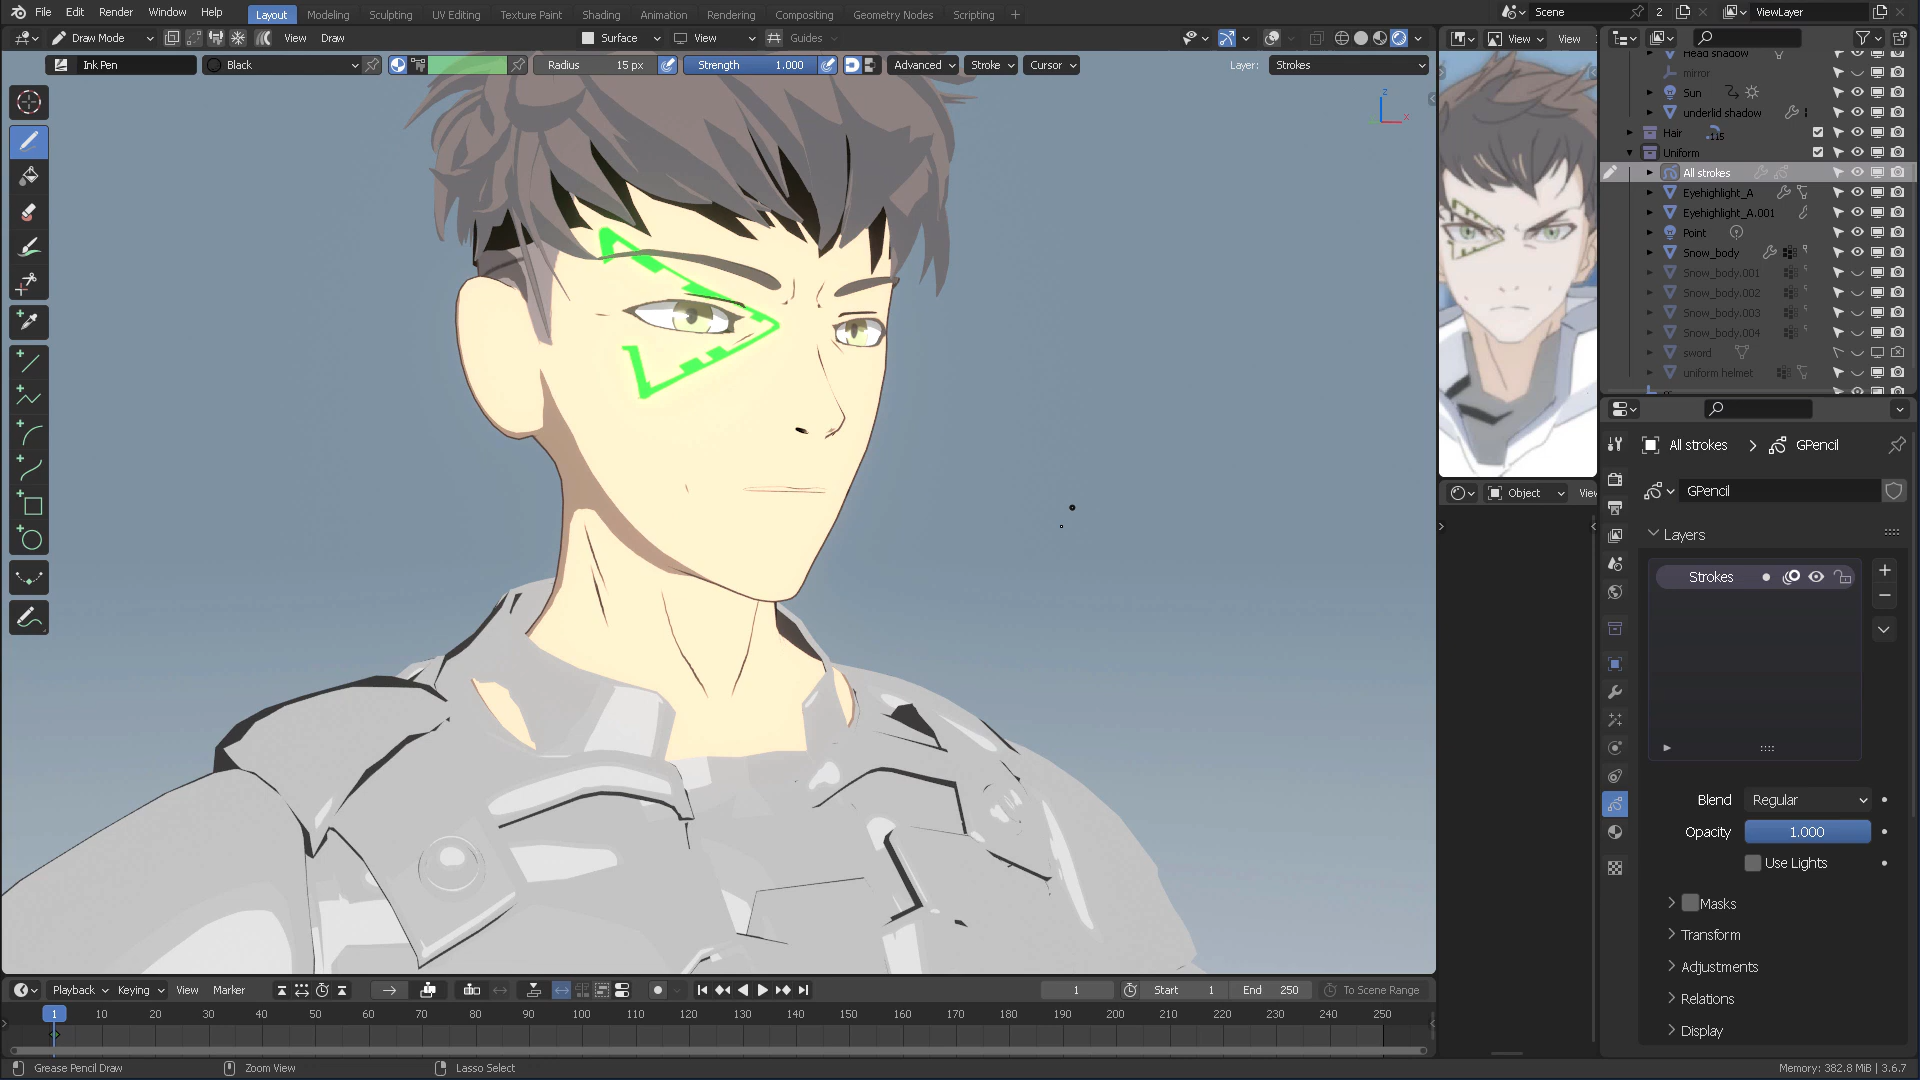 File Edit Render Window Help Layout Modeling Sculpting UV Editing Texture Paint Shading Animation Rendering Compositing Geometry Nodes Scripting + Scene 2 ViewLayer
Draw Mode View Draw Surface View Guides View View
Ink Pen Black Radius 15 px Strength 1.000 Advanced Stroke Cursor Layer: Strokes
Z
X
Head shadow
mirror
Sun
underlid shadow
Hair 115
Uniform
All strokes
Eyehighlight_A
Eyehighlight_A.001
Point
Snow_body
Snow_body.001
Snow_body.002
Snow_body.003
Snow_body.004
sword
uniform helmet
All strokes > GPencil
GPencil
Object View
Layers
Strokes
Blend Regular
Opacity 1.000
Use Lights
Masks
Transform
Adjustments
Relations
Display
Playback Keying View Marker 1 Start 1 End 250 To Scene Range
1 10 20 30 40 50 60 70 80 90 100 110 120 130 140 150 160 170 180 190 200 210 220 230 240 250
Grease Pencil Draw Zoom View Lasso Select Memory: 382.8 MiB | 3.6.7